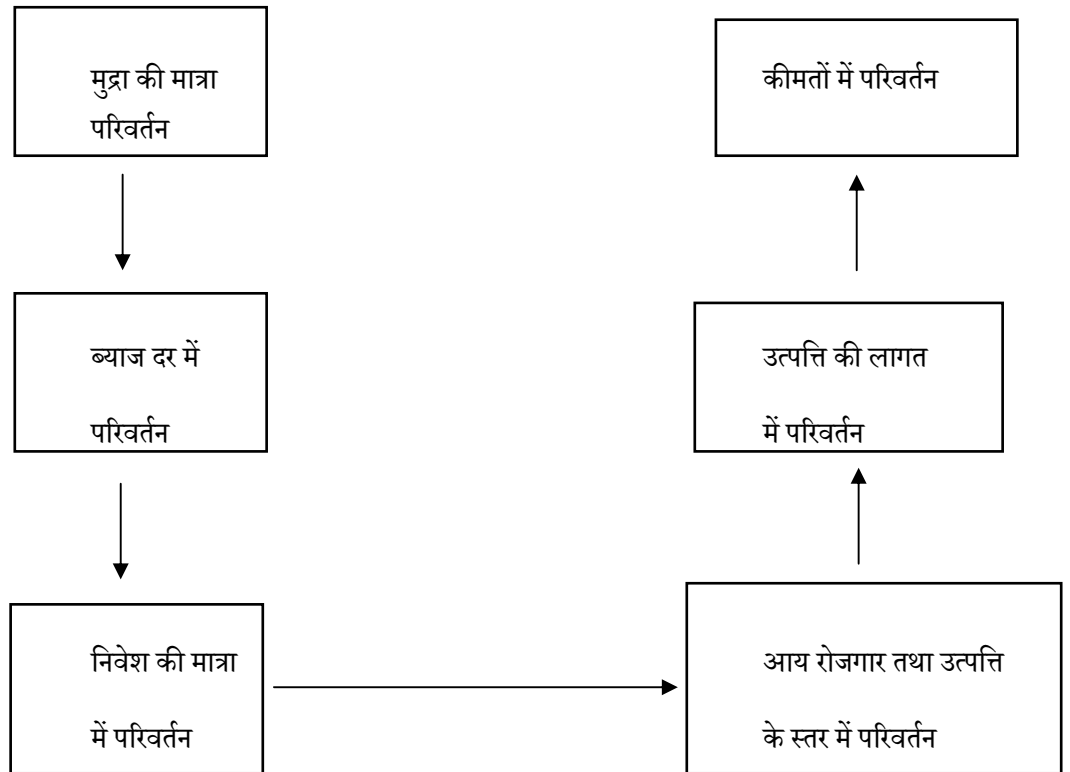 मुद्रा की मात्रा
परिवर्तन
ब्याज दर में
परिवर्तन
निवेश की मात्रा
में परिवर्तन
आय रोजगार तथा उत्पत्ति
के स्तर में परिवर्तन
उत्पत्ति की लागत
में परिवर्तन
कीमतों में परिवर्तन